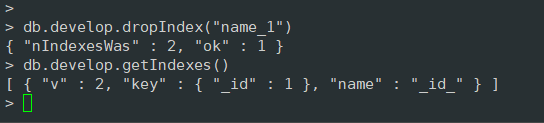 >
> db.develop.dropIndex("name_1")
{ "nIndexesWas" : 2, "ok" : 1 }
> db.develop.getIndexes()
[ { "v" : 2, "key" : { "_id" : 1 }, "name" : "_id_" } ]
>